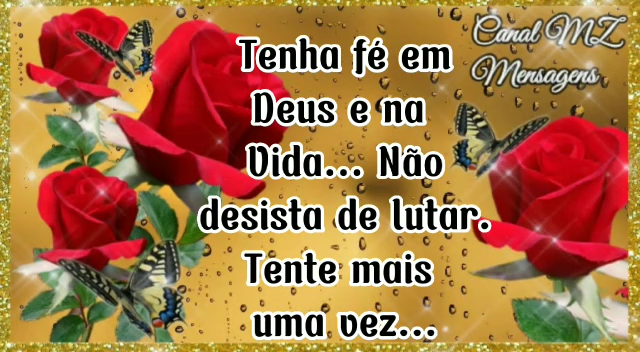 Canal MZ
Mensagens
Tenha fé em
Deus e na
Vida... Não
desista de lutar.
Tente mais
uma vez...